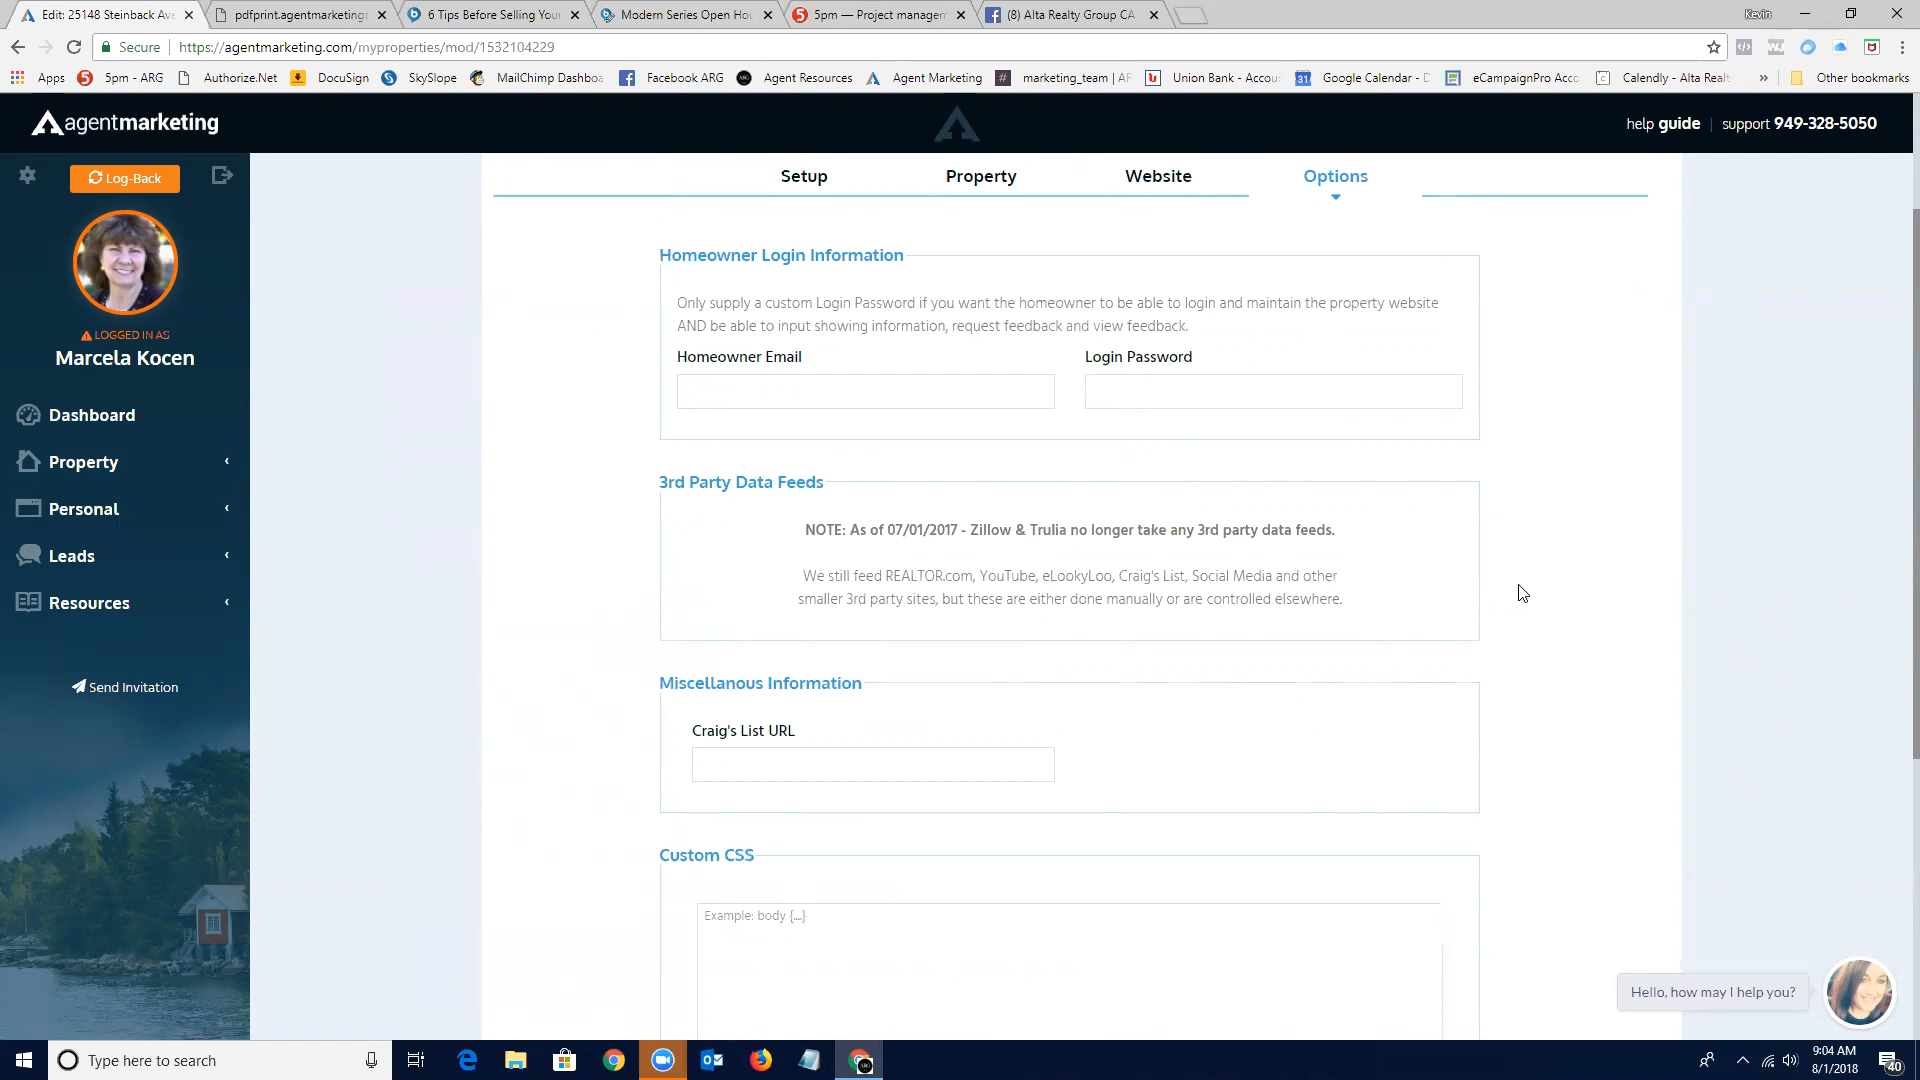 Edit: 25148 Steinback Ave
pdfprint.agentmarketing
6 Tips Before Selling Your
Modern Series Open Hou
5pm — Project managem
(8) Alta Realty Group CA
Kevin
Secure
https://agentmarketing.com/myproperties/mod/1532104229
Apps
5pm - ARG
Authorize.Net
DocuSign
SkySlope
MailChimp Dashboa
Facebook ARG
Agent Resources
Agent Marketing
marketing_team | AR
Union Bank - Accou
Google Calendar -
eCampaignPro Acc
Calendly - Alta Realt
»
Other bookmarks
agentmarketing
help guide | support 949-328-5050
Log-Back
LOGGED IN AS
Marcela Kocen
Dashboard
Property
Personal
Leads
Resources
Send Invitation
Setup
Property
Website
Options
Homeowner Login Information
Only supply a custom Login Password if you want the homeowner to be able to login and maintain the property website
AND be able to input showing information, request feedback and view feedback.
Homeowner Email
Login Password
3rd Party Data Feeds
NOTE: As of 07/01/2017 - Zillow & Trulia no longer take any 3rd party data feeds.
We still feed REALTOR.com, YouTube, eLookyLoo, Craig's List, Social Media and other
smaller 3rd party sites, but these are either done manually or are controlled elsewhere.
Miscellanous Information
Craig's List URL
Custom CSS
Example: body {...}
Hello, how may I help you?
Type here to search
9:04 AM
8/1/2018
40